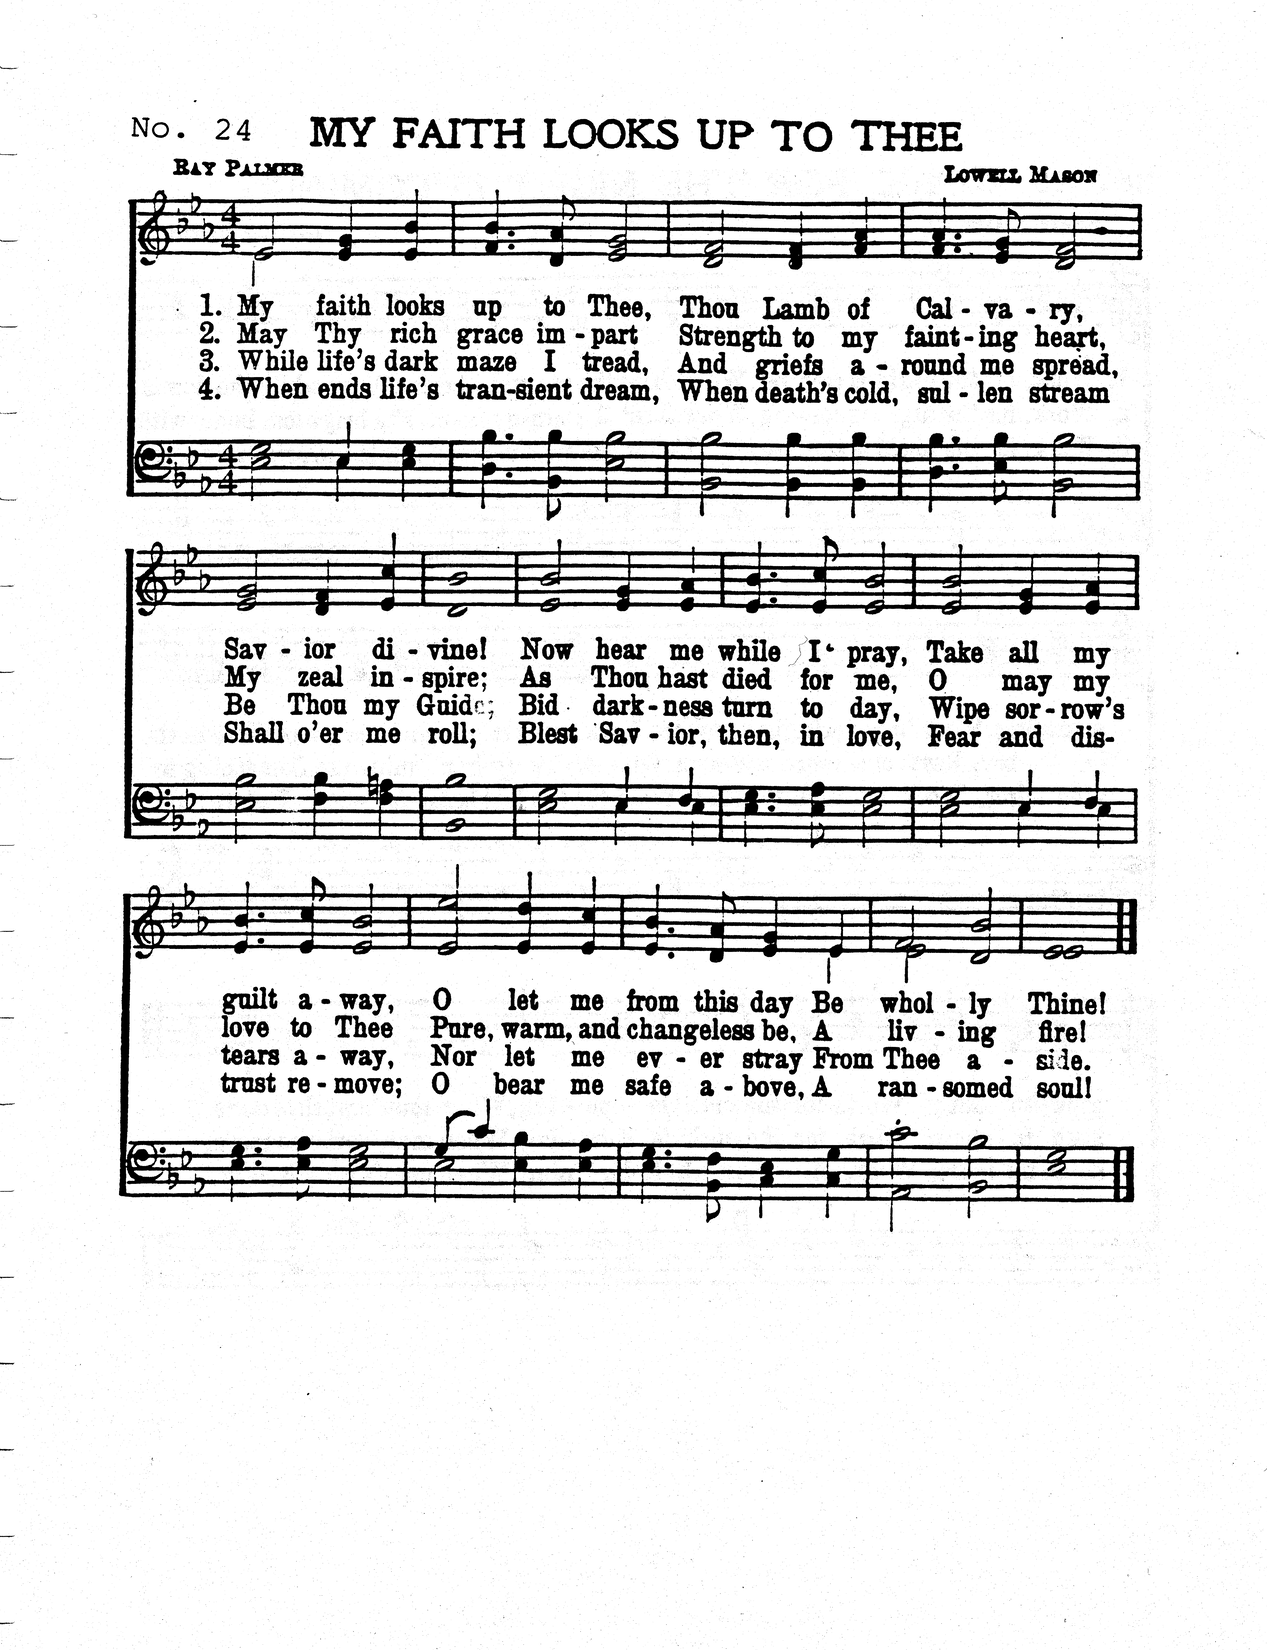 No. 24 MY FAITH LOOKS UP TO THEE
RAY PALMER LOWELL MASON
4
4
1. My faith looks up to Thee, Thou Lamb of Cal - va - ry,
2. May Thy rich grace im - part Strength to my faint - ing heart,
3. While life's dark maze I tread, And griefs a - round me spread,
4. When ends life's tran-sient dream, When death's cold, sul - len stream
4
4
Sav - ior di - vine! Now hear me while I pray, Take all my
My zeal in - spire; As Thou hast died for me, O may my
Be Thou my Guide; Bid dark - ness turn to day, Wipe sor - row's
Shall o'er me roll; Blest Sav - ior, then, in love, Fear and dis-
guilt a - way, O let me from this day Be whol - ly Thine!
love to Thee Pure, warm, and changeless be, A liv - ing fire!
tears a - way, Nor let me ev - er stray From Thee a - side.
trust re - move; O bear me safe a - bove, A ran - somed soul!